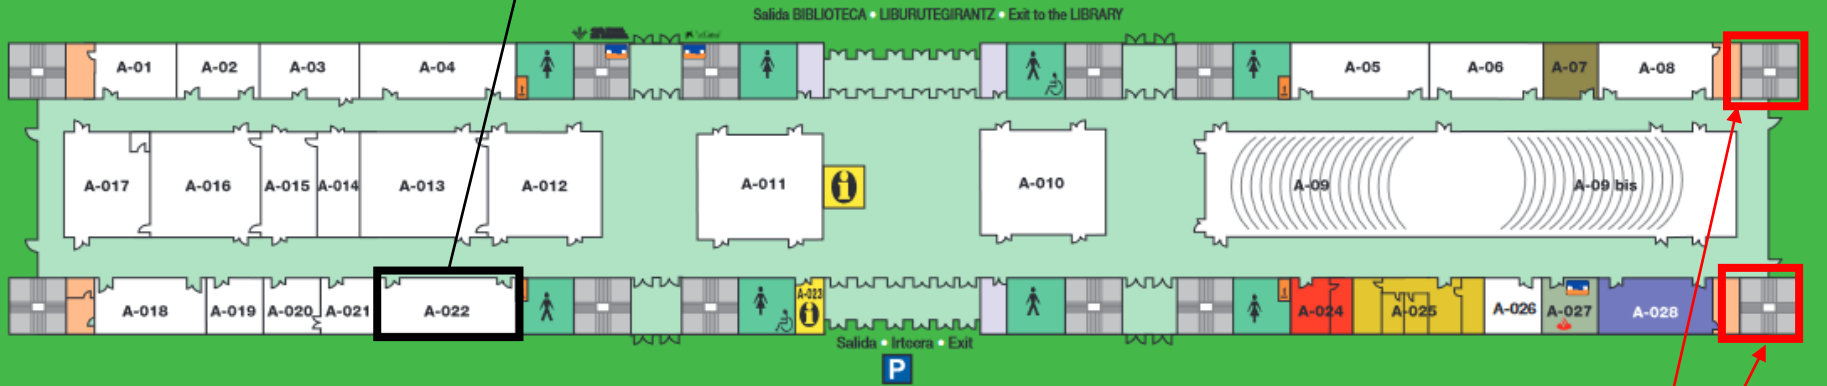 Salida BIBLIOTECA • LIBURUTEGIRANTZ • Exit to the LIBRARY
A-01 A-02 A-03 A-04 A-05 A-06 A-07 A-08
A-017 A-016 A-015 A-014 A-013 A-012 A-011 i A-010 A-09 A-09 bis
A-018 A-019 A-020 A-021 A-022 A-023 i A-024 A-025 A-026 A-027 A-028
Salida • Irteera • Exit
P